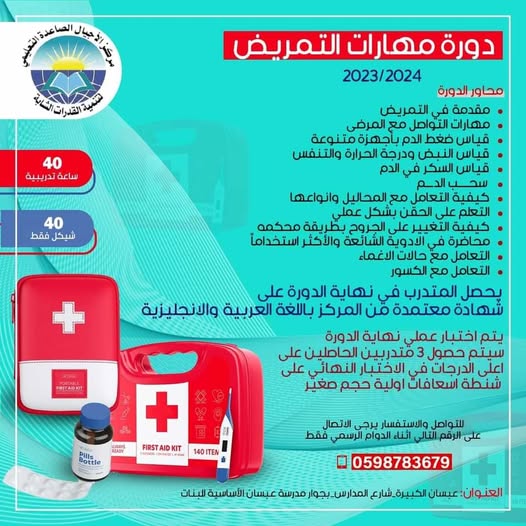 مركز الأجيال الصاعدة التعليمي
لتنمية القدرات الشابة
دورة مهارات التمريض
2023/2024
محاور الدورة
مقدمة في التمريض
مهارات التواصل مع المرضى
قياس ضغط الدم بأجهزة متنوعة
قياس النبض ودرجة الحرارة والتنفس
قياس السكر في الدم
سحب الدم
كيفية التعامل مع المحاليل وانواعها
التعلم على الحقن بشكل عملي
كيفية التغيير على الجروح بطريقة محكمه
محاضرة في الادوية الشائعة والأكثر استخداماً
التعامل مع حالات الاغماء
التعامل مع الكسور
40
ساعة تدريبية
40
شيكل فقط
يحصل المتدرب في نهاية الدورة على
شهادة معتمدة من المركز باللغة العربية والانجليزية
يتم اختبار عملي نهاية الدورة
سيتم حصول 3 متدربين الحاصلين على
اعلى الدرجات في الاختبار النهائي على
شنطة اسعافات اولية حجم صغير
للتواصل والاستفسار يرجى الاتصال
على الرقم التالي اثناء الدوام الرسمي فقط
0598783679
العنوان: عبسان الكبيرة_شارع المدارس_بجوار مدرسة عبسان الأساسية للبنات
FIRST AID KIT
FIRST AID KIT
140 ITEM
READY
Pills
Bottle